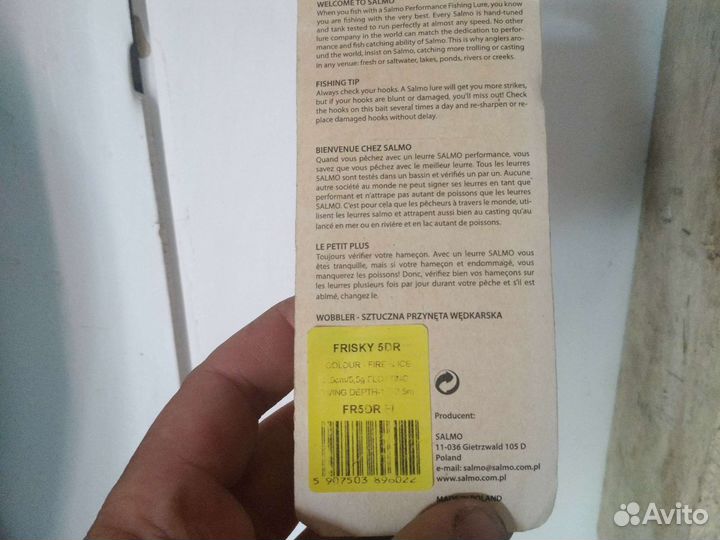 WELCOME TO SALMO
When you fish with a Salmo Performance Fishing Lure, you know
you are fishing with the very best. Every Salmo is hand-tuned
and tank tested to run perfectly at almost any speed. No other
lure company in the world can match the dedication to perfor-
mance and fish catching ability of Salmo. This is why anglers aro-
und the world, insist on Salmo, catching more trolling or casting
in any venue: fresh or saltwater, lakes, ponds, rivers or creeks
FISHING TIP
Always check your hooks. A Salmo lure will get you more strikes,
but if your hooks are blunt or damaged, you'll miss out! Check
the hooks on this bait several times a day and re-sharpen or re-
place damaged hooks without delay.
BIENVENUE CHEZ SALMO
Quand vous pêchez avec un leurre SALMO performance, vous
savez que vous pêchez avec le meilleur leurre. Tous les leurres
SALMO sont testés dans un bassin et vérifiés un par un. Aucune
autre société au monde ne peut signer ses leurres en tant que
performant et n'attrape pas autant de poissons que les leurres
SALMO. C'est pour cela que les pêcheurs à travers le monde, uti-
lisent les leurres salmo et attrapent aussi bien au casting qu'au
lancé en mer ou en rivière et en lac autant de poissons.
LE PETIT PLUS
Toujours vérifier votre hameçon. Avec un leurre SALMO vous
êtes tranquille, mais si votre hameçon et endommagé, vous
manquerez les poissons! Donc, vérifiez bien vos hameçons sur
les leurres plusieurs fois par jour durant votre pêche et s'il est
abîmé, changez le.
WOBBLER - SZTUCZNA PRZYNĘTA WĘDKARSKA
FRISKY 5DR
COLOUR - FIRE ICE
5,5g
DEPTH
FR5DR
5 907503 896022
Producent:
SALMO
11-036 Gietrzwałd 105 D
Poland
e-mail: salmo@salmo.com.pl
www.salmo.com.pl
MADE IN POLAND
Avito